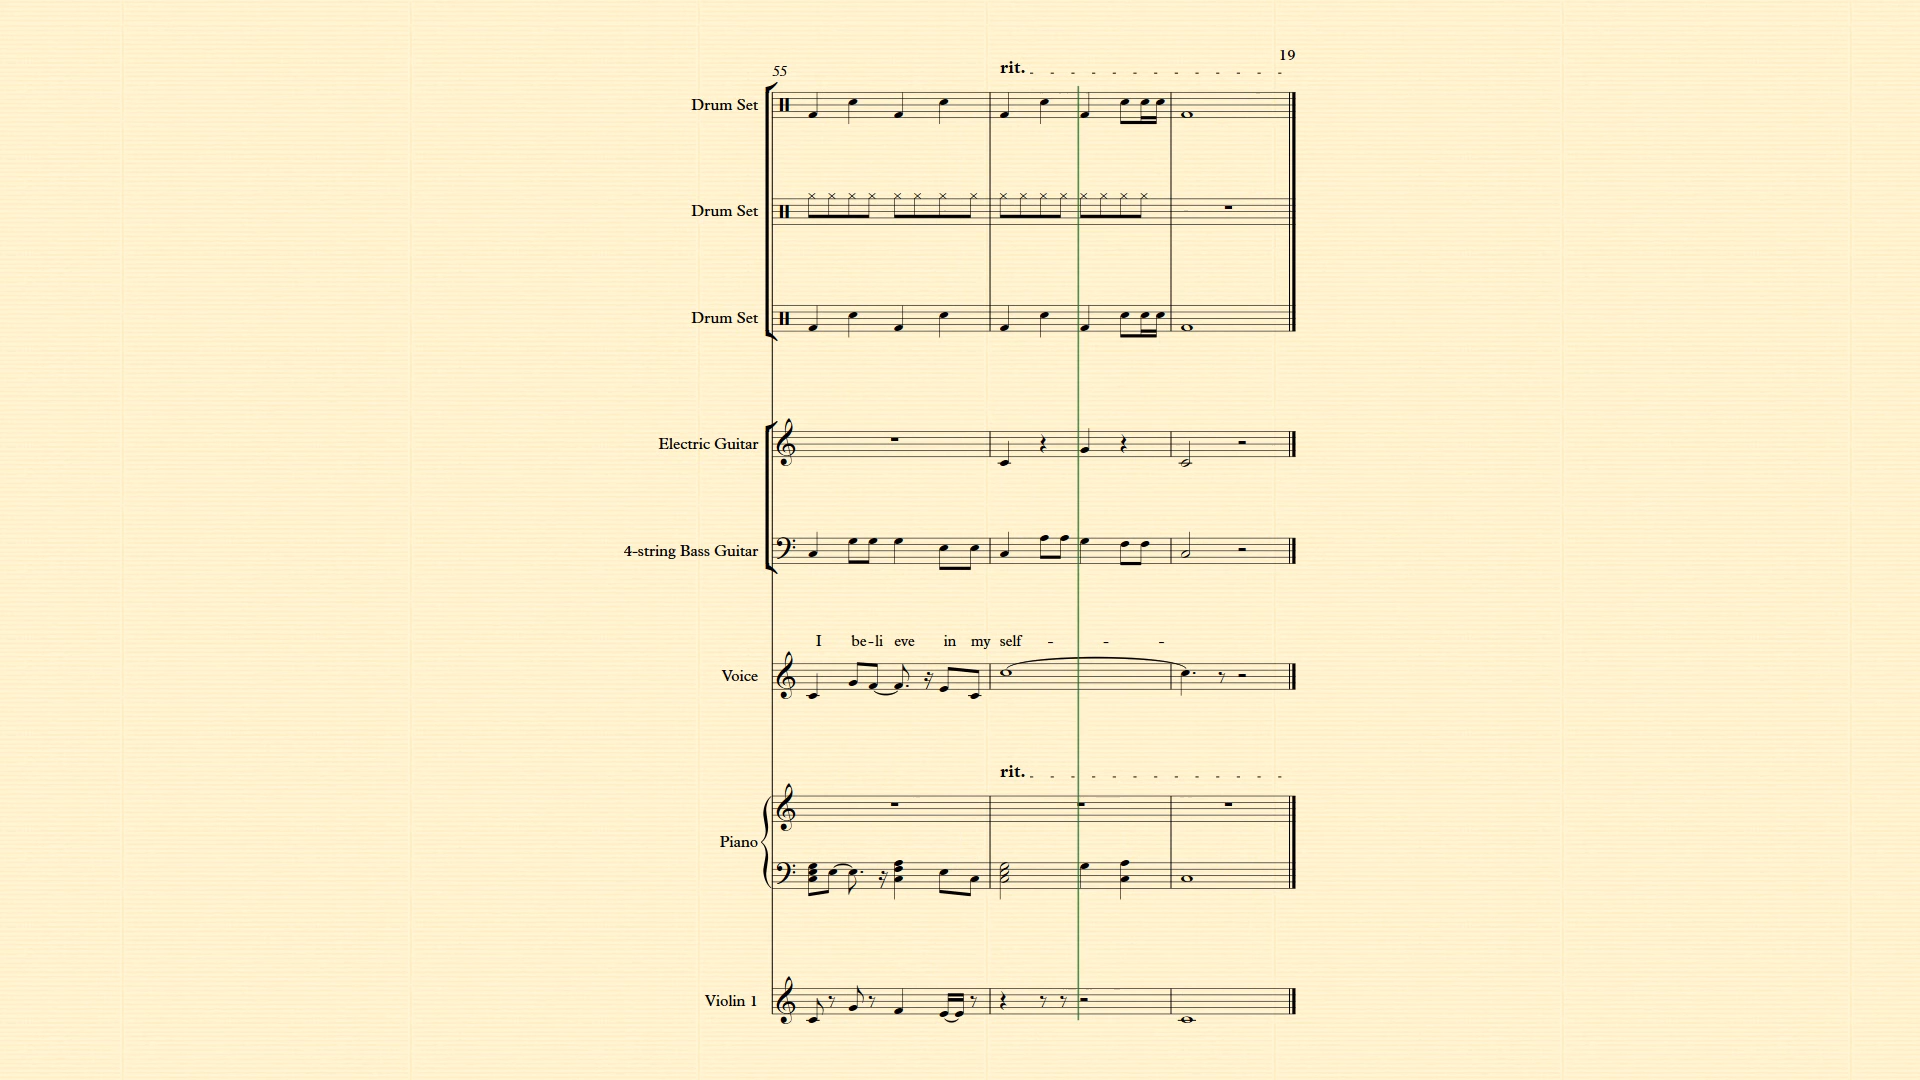 19
55
rit.
Drum Set
Drum Set
Drum Set
Electric Guitar
4-string Bass Guitar
I be-li eve in my self - - -
Voice
rit.
Piano
Violin 1